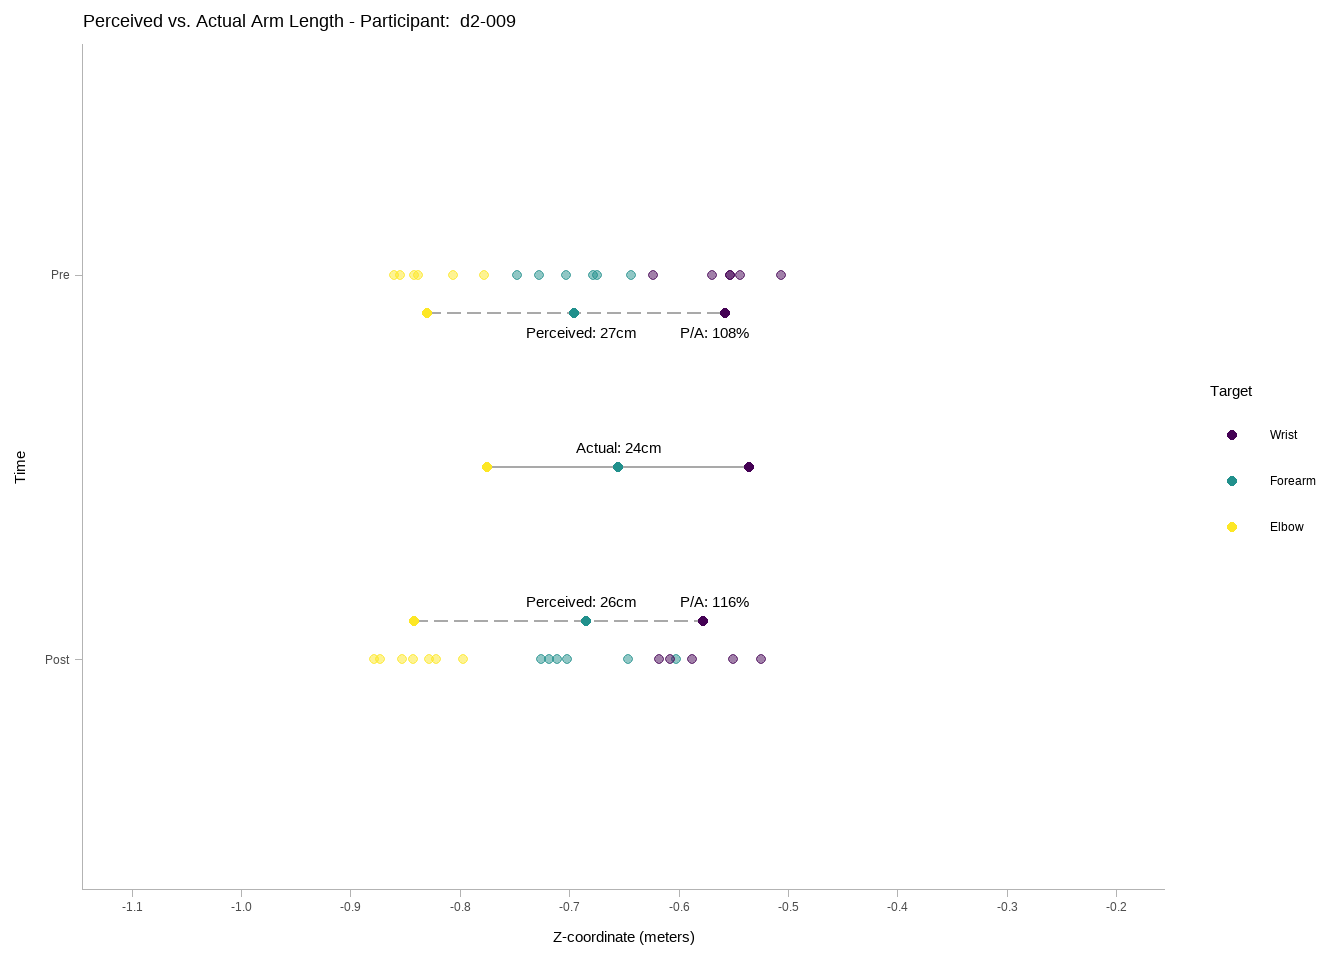 Perceived vs. Actual Arm Length - Participant:  d2-009
Pre
Perceived: 27cm
P/A: 108%
Actual: 24cm
Time
Perceived: 26cm
P/A: 116%
Post
-1.1
-1.0
-0.9
-0.8
-0.7
-0.6
-0.5
-0.4
-0.3
-0.2
Z-coordinate (meters)
Target
Wrist
Forearm
Elbow